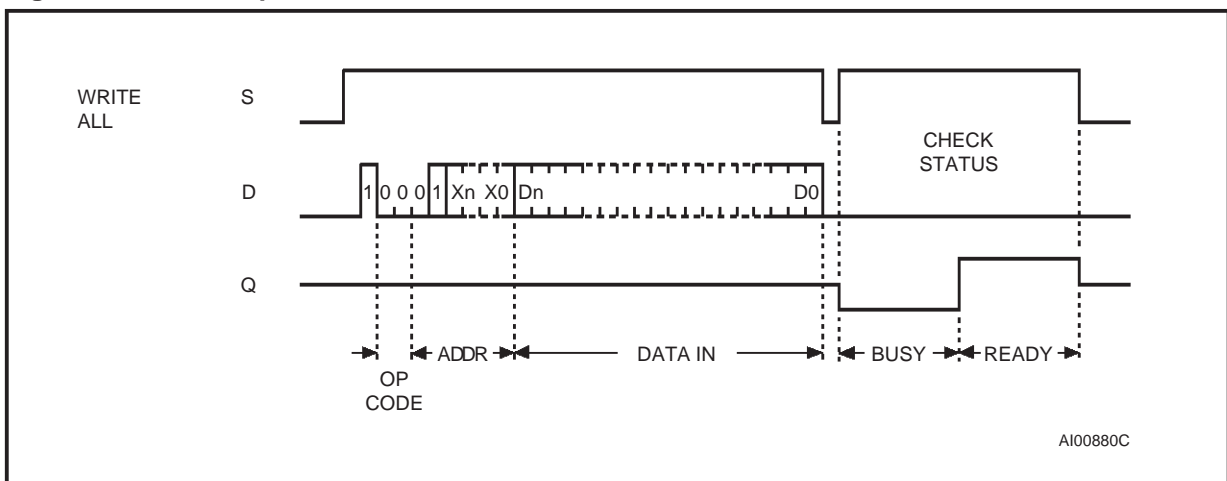 WRITE ALL
S
CHECK STATUS
D
1 0 0 0 1 Xn X0 Dn D0
Q
ADDR DATA IN BUSY READY
OP CODE
AI00880C